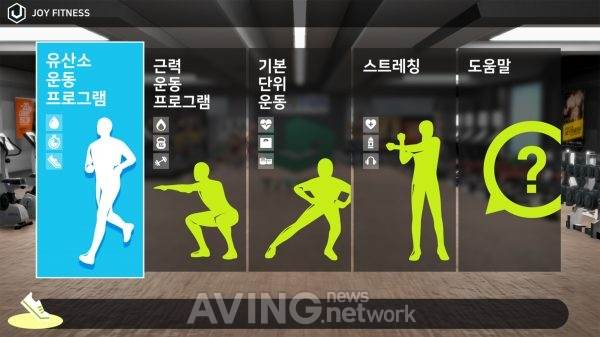 JOY FITNESS
유산소
운동
프로그램
근력
운동
프로그램
기본
단위
운동
스트레칭
도움말
?
AVING news
.network